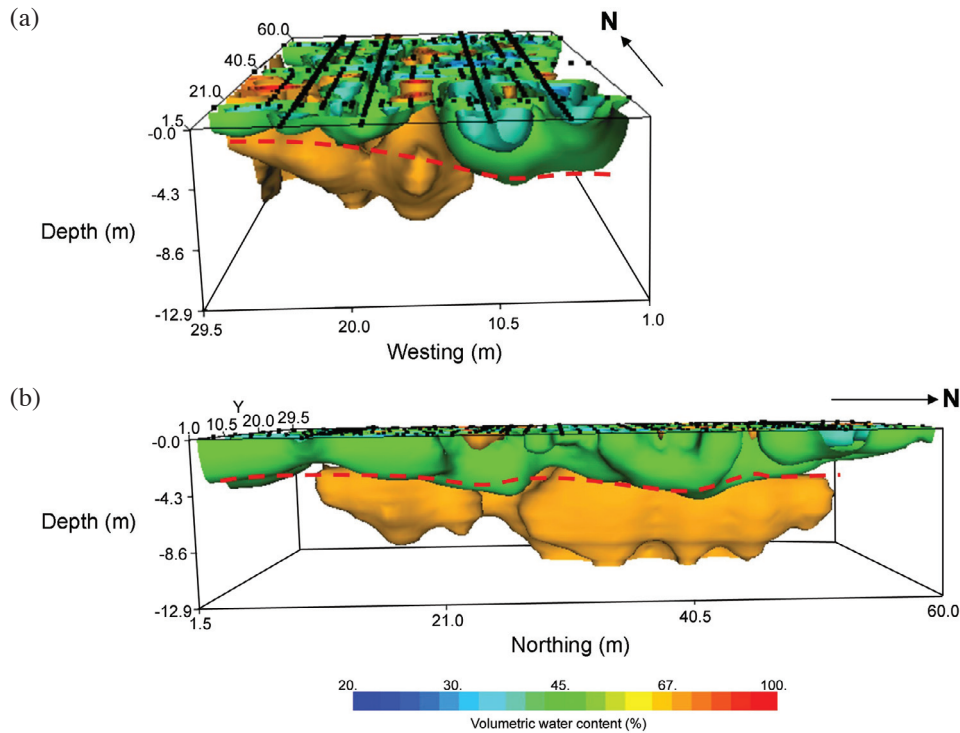 (a)
N
60.0
40.5
21.0
1.5
-0.0
-4.3
Depth (m)
-8.6
-12.9
29.5 20.0 10.5 1.0
Westing (m)
(b)
N
Y
1.0 10.5 20.0 29.5
-0.0
-4.3
Depth (m)
-8.6
-12.9
1.5 21.0 40.5 60.0
Northing (m)
20. 30. 45. 67. 100.
Volumetric water content (%)